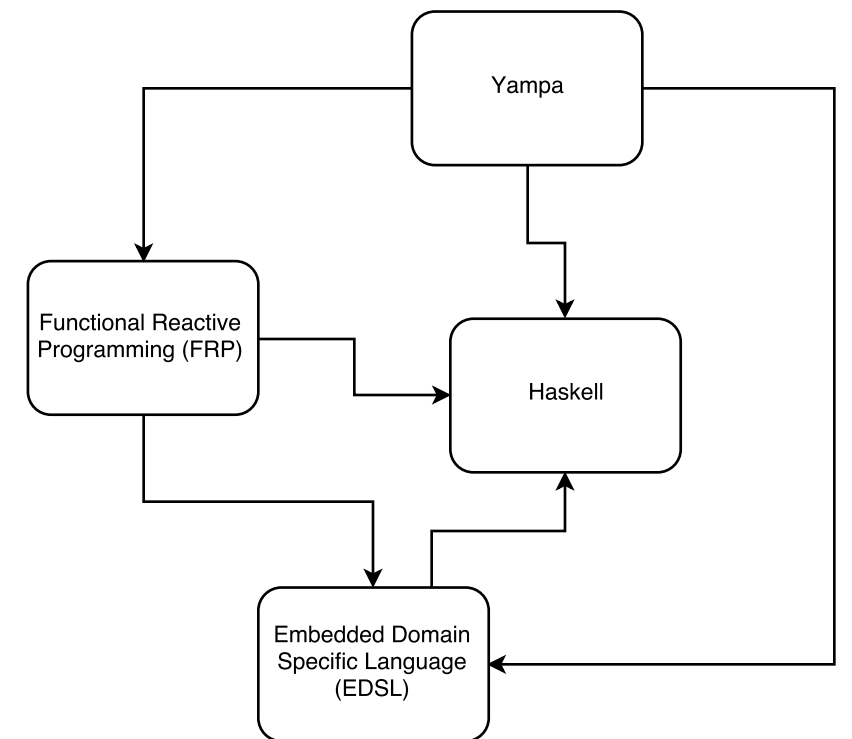 Yampa
Functional Reactive
Programming (FRP)
Haskell
Embedded Domain
Specific Language
(EDSL)